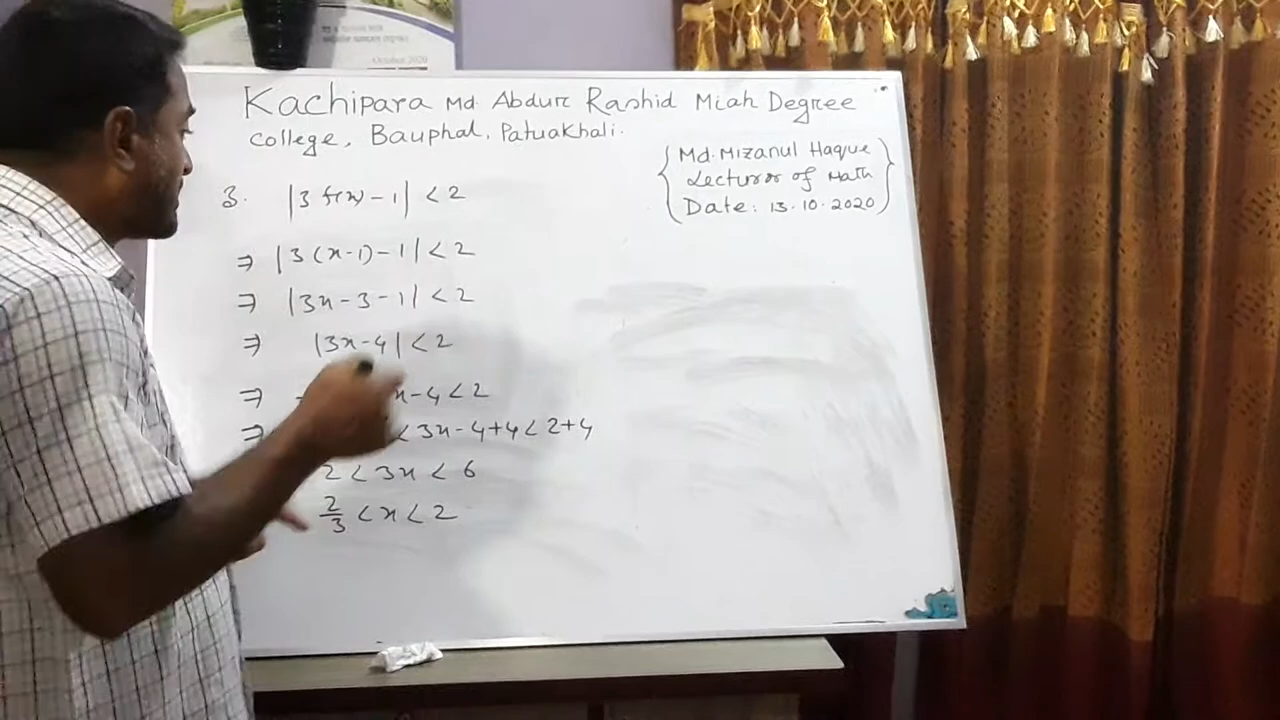 October 2020
Kachipara Md. Abdur Rashid Miah Degree
College, Bauphal, Patuakhali.
Md. Mizanul Haque
Lecturer of Math
Date: 13.10.2020
3. |3 f(x) - 1| < 2
⇒ |3(x-1) - 1| < 2
⇒ |3x - 3 - 1| < 2
⇒ |3x - 4| < 2
⇒ x - 4 < 2
⇒ < 3x - 4 + 4 < 2 + 4
2 < 3x < 6
2/3 < x < 2